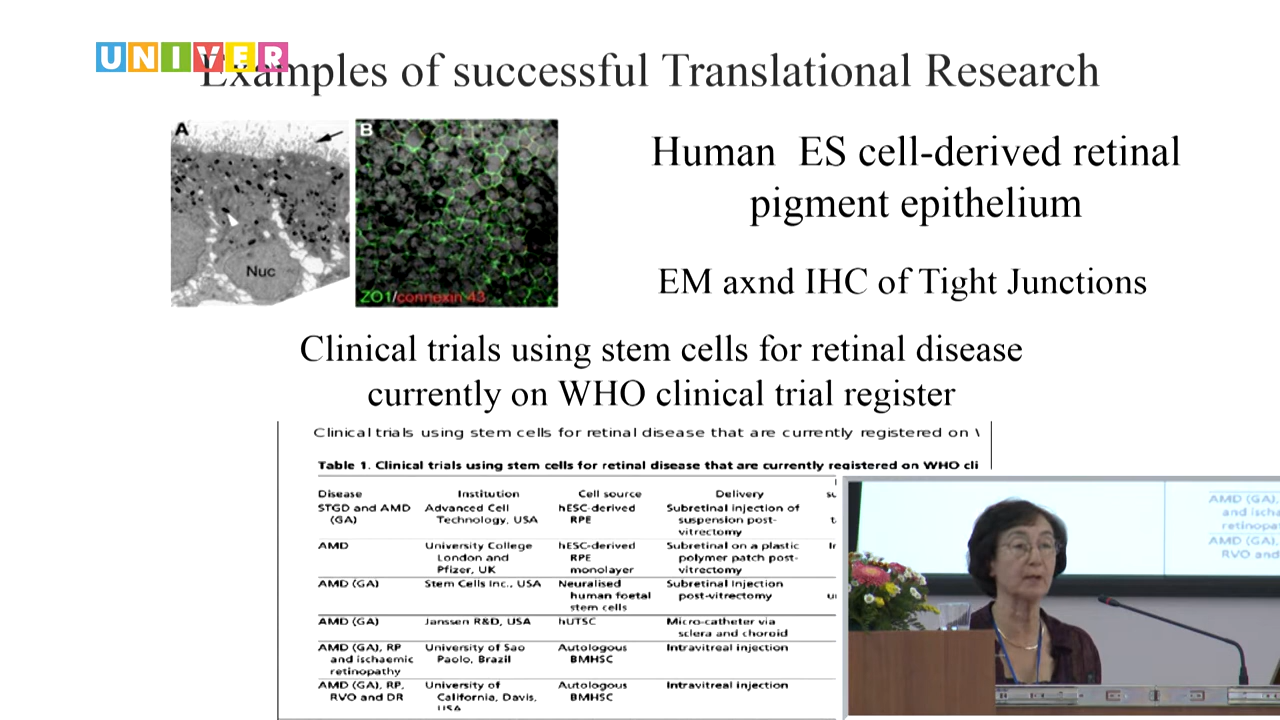 UNIVER
Examples of successful Translational Research
A
B
Nuc
ZO1/connexin 43
Human ES cell-derived retinal
pigment epithelium
EM axnd IHC of Tight Junctions
Clinical trials using stem cells for retinal disease
currently on WHO clinical trial register
Clinical trials using stem cells for retinal disease that are currently registered on
Table 1. Clinical trials using stem cells for retinal disease that are currently registered on WHO cli
Disease Institution Cell source Delivery
STGD and AMD Advanced Cell hESC-derived Subretinal injection of
(GA) Technology, USA RPE suspension post-
vitrectomy
AMD University College hESC-derived Subretinal on a plastic
London and RPE polymer patch post-
Pfizer, UK monolayer vitrectomy
AMD (GA) Stem Cells Inc., USA Neuralised Subretinal Injection
human foetal post-vitrectomy
stem cells
AMD (GA) Janssen R&D, USA hUTSC Micro-catheter via
sclera and choroid
AMD (GA), RP University of Sao Autologous Intravitreal injection
and ischaemic Paolo, Brazil BMHSC
retinopathy
AMD (GA), RP, University of Autologous Intravitreal injection
RVO and DR California, Davis, BMHSC
USA
AMD (GA),
and ischa
retinopa
AMD (GA),
RVO and